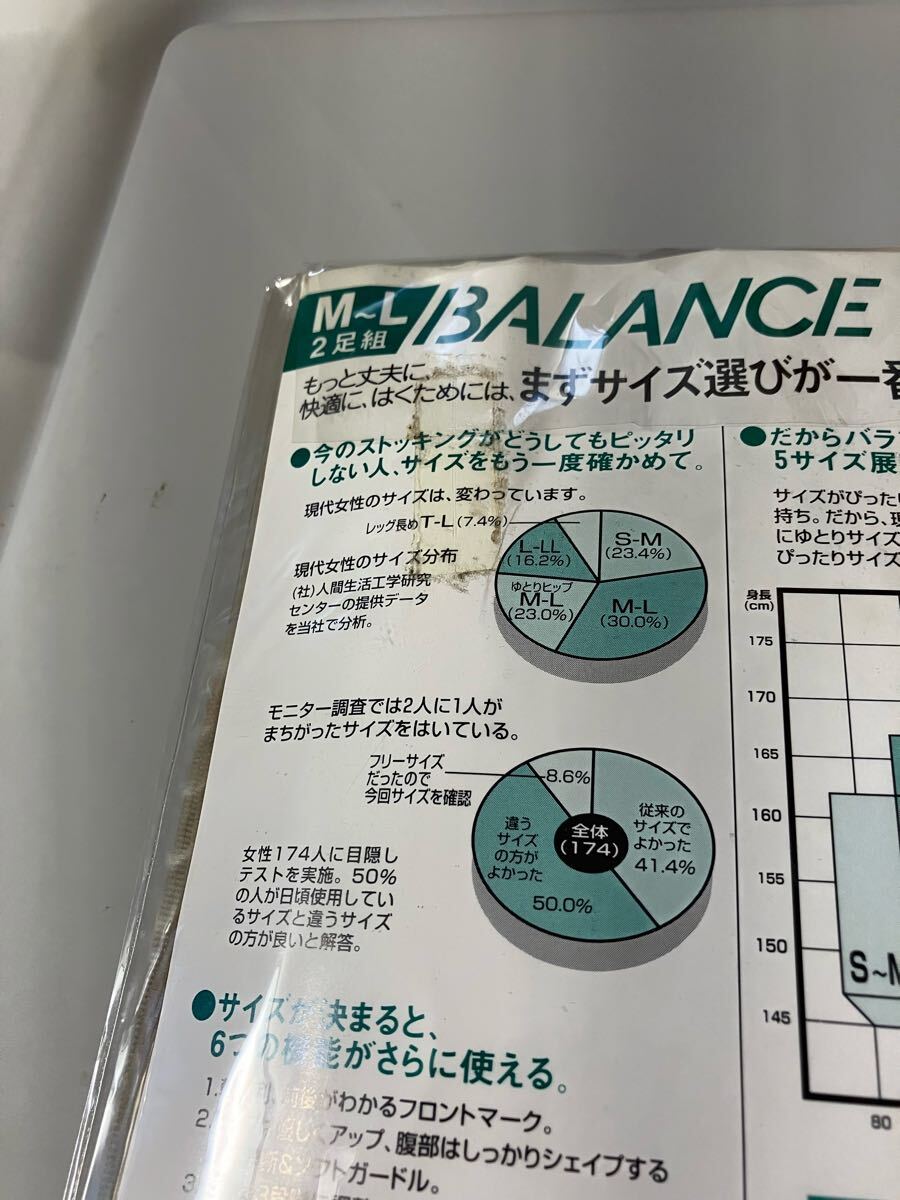 M~L
2足組
BALANCE
もっと丈夫に、
快適に、はくためには、まずサイズ選びが一番
●今のストッキングがどうしてもピッタリ
しない人、サイズをもう一度確かめて。
現代女性のサイズは、変わっています。
レッグ長めT-L(7.4%)
L-LL
(16.2%)
S-M
(23.4%)
ゆとりヒップ
M-L
(23.0%)
M-L
(30.0%)
現代女性のサイズ分布
(社)人間生活工学研究
センターの提供データ
を当社で分析。
モニター調査では2人に1人が
まちがったサイズをはいている。
フリーサイズ
だったので
今回サイズを確認
8.6%
違う
サイズ
の方が
よかった
50.0%
全体
(174)
従来の
サイズで
よかった
41.4%
女性174人に目隠し
テストを実施。50%
の人が日頃使用してい
るサイズと違うサイズ
の方が良いと解答。
●サイズが決まると、
6つの機能がさらに使える。
1.
前後がわかるフロントマーク。
2.
アップ、腹部はしっかりシェイプする
ソフトガードル。
3
●だからバラ
5サイズ展
サイズがぴった
持ち。だから、
にゆとりサイズ
ぴったりサイズ
身長
(cm)
175
170
165
160
155
150
145
S~M
80